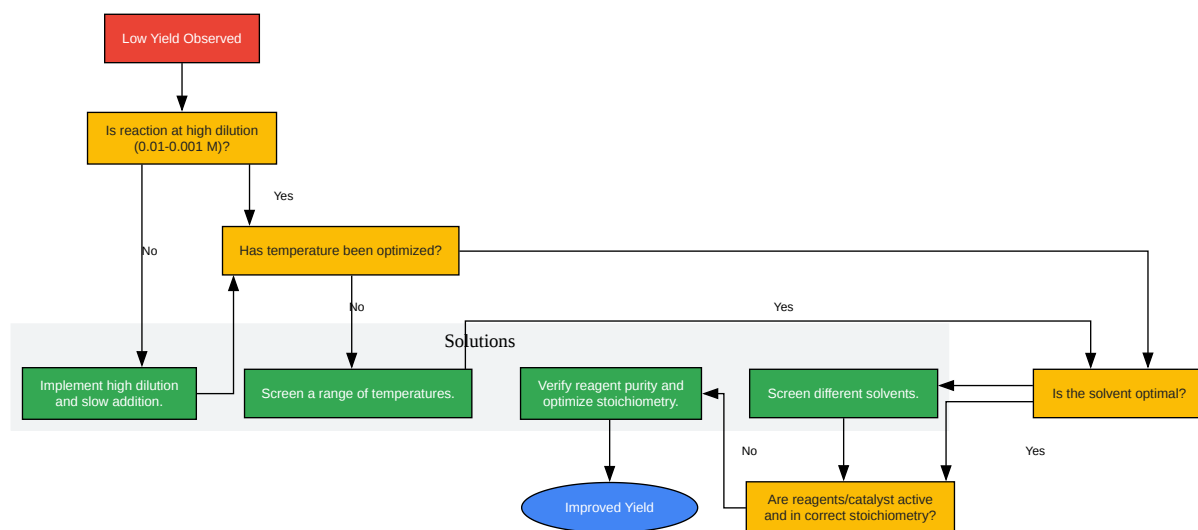 Low Yield Observed
Is reaction at high dilution
(0.01-0.001 M)?
Yes
No
Has temperature been optimized?
No
Yes
Solutions
Implement high dilution
and slow addition.
Screen a range of temperatures.
Verify reagent purity and
optimize stoichiometry.
Screen different solvents.
Is the solvent optimal?
No
Yes
Are reagents/catalyst active
and in correct stoichiometry?
Improved Yield